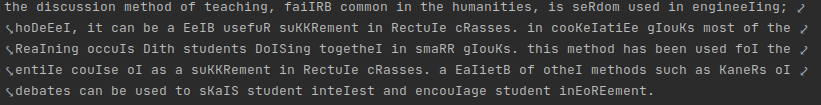 the discussion method of teaching, faiIRB common in the humanities, is seRdom used in engineeIing;
hoDeEeI, it can be a EeIB usefuR suKKRement in RectuIe cRasses. in cooKeIatiEe gIouKs most of the
ReaIning occuIs Dith students DoISing togetheI in smaRR gIouKs. this method has been used foI the
entiIe couIse oI as a suKKRement in RectuIe cRasses. a EaIietB of otheI methods such as KaneRs oI
debates can be used to sKaIS student inteIest and encouIage student inEoREement.